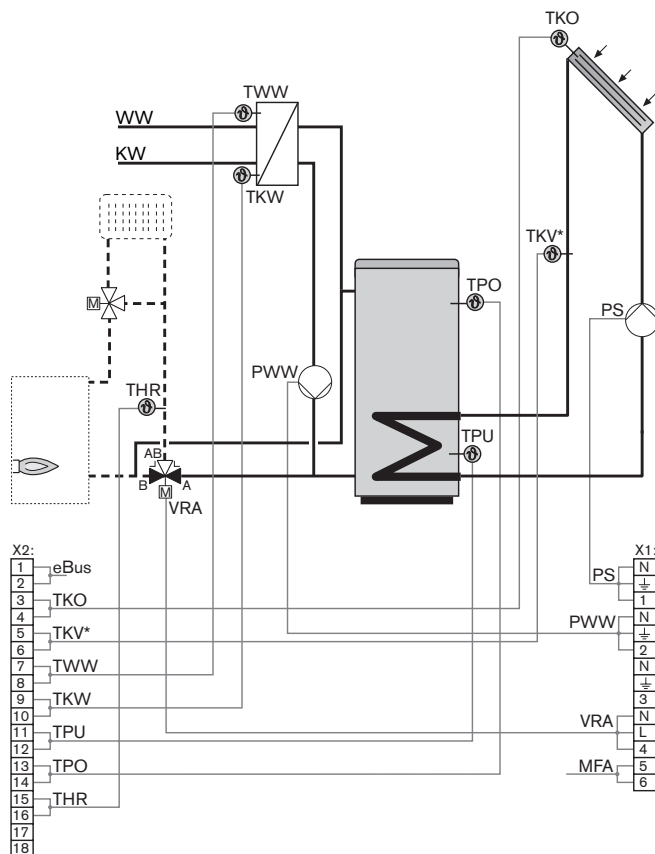 TKO
TWW
WW
KW
TKW
TKV*
TPO
M
PS
PWW
THR
TPU
AB
B
A
M
VRA
X2:
1
2
eBus
3
4
TKO
5
6
TKV*
7
8
TWW
9
10
TKW
11
12
TPU
13
14
TPO
15
16
THR
17
18
X1:
PS
N
1
PWW
N
2
N
3
VRA
N
L
4
MFA
5
6